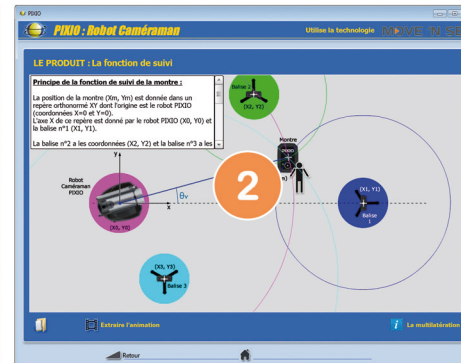 PIXIO
PIXIO : Robot Caméraman
Utilise la technologie
LE PRODUIT : La fonction de suivi
Principe de la fonction de suivi de la montre :
La position de la montre (Xm, Ym) est donnée dans un
repère orthonormé XY dont l'origine est le robot PIXIO
(coordonnées X=0 et Y=0).
L'axe X de ce repère est donné par le robot PIXIO (X0, Y0) et
la balise n°1 (X1, Y1).
La balise n°2 a les coordonnées (X2, Y2) et la balise n°3 a les
Balise 2
(X2, Y2)
Montre
2
y
Robot
Caméraman
PIXIO
θv
x
(X0, Y0)
(X1, Y1)
Balise
1
(X3, Y3)
Balise 3
Extraire l'animation
i
La multilatération
Retour